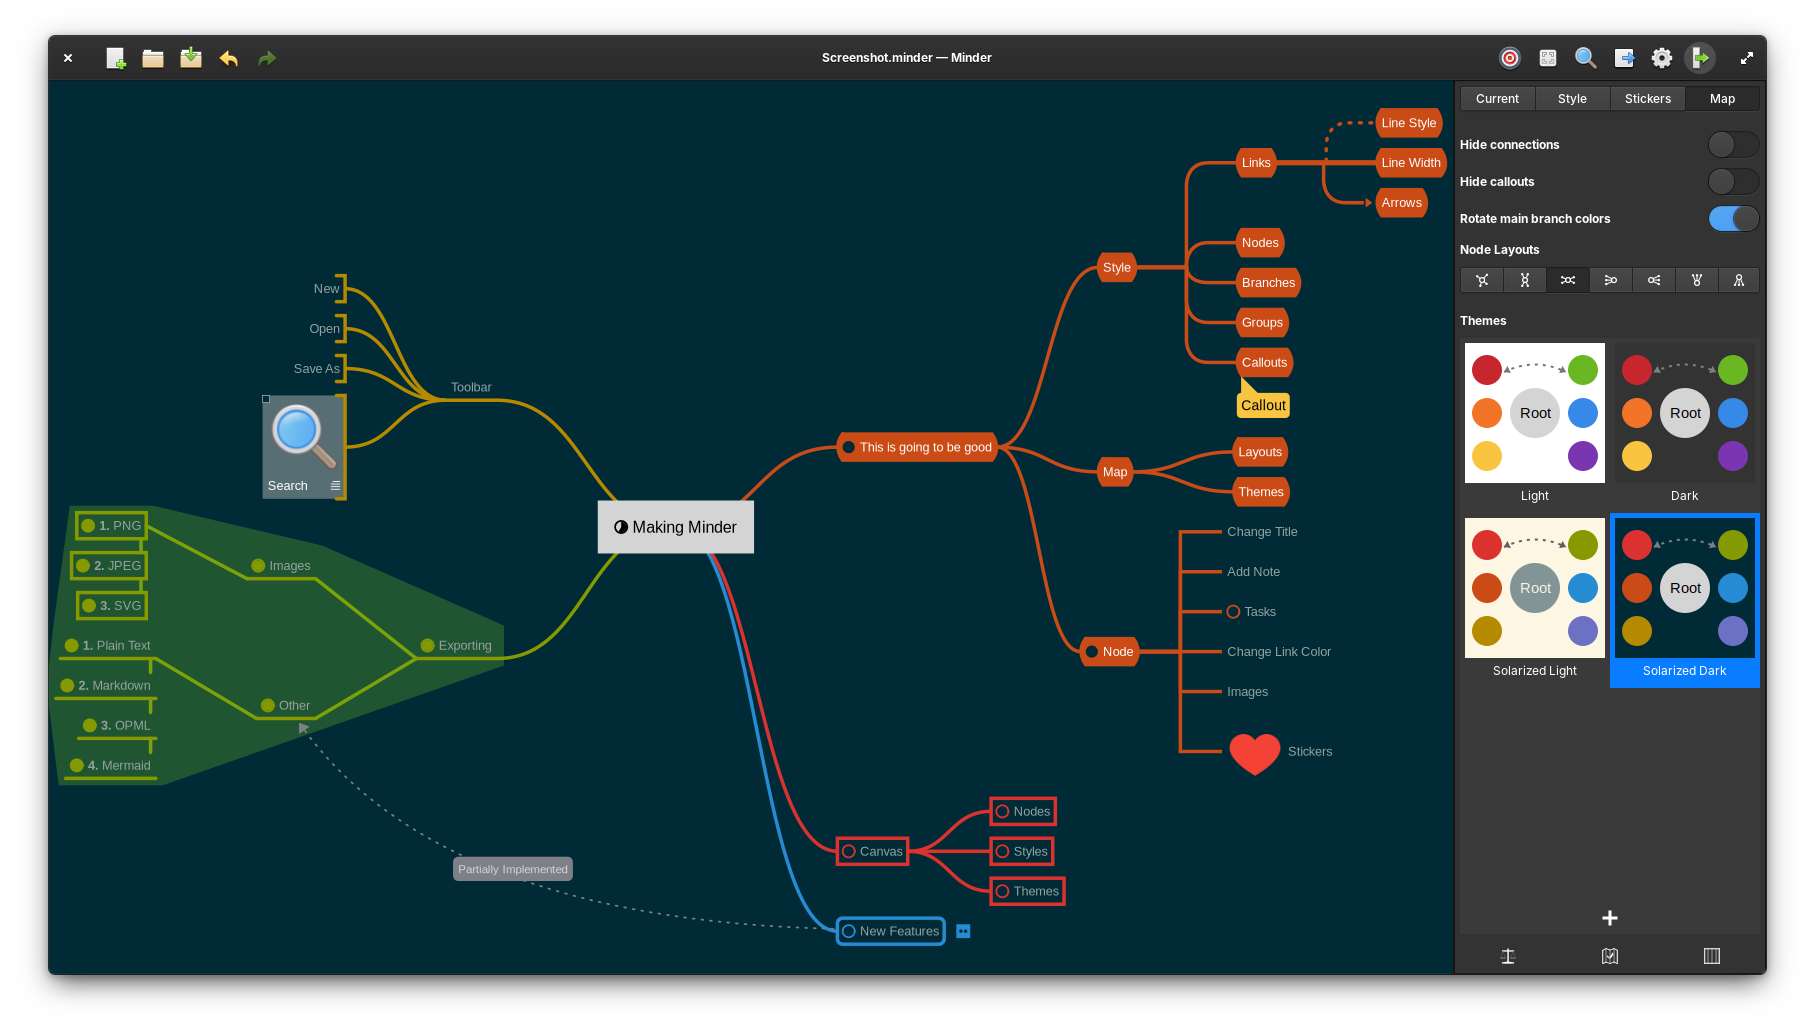 Screenshot.minder — Minder
Current
Style
Stickers
Map
Hide connections
Hide callouts
Rotate main branch colors
Node Layouts
Themes
Root
Light
Root
Dark
Root
Solarized Light
Root
Solarized Dark
New
Open
Save As
Search
Toolbar
Making Minder
1. PNG
2. JPEG
3. SVG
Images
1. Plain Text
2. Markdown
3. OPML
4. Mermaid
Other
Exporting
Partially Implemented
This is going to be good
Style
Links
Line Style
Line Width
Arrows
Nodes
Branches
Groups
Callouts
Callout
Map
Layouts
Themes
Node
Change Title
Add Note
Tasks
Change Link Color
Images
Stickers
Canvas
Nodes
Styles
Themes
New Features